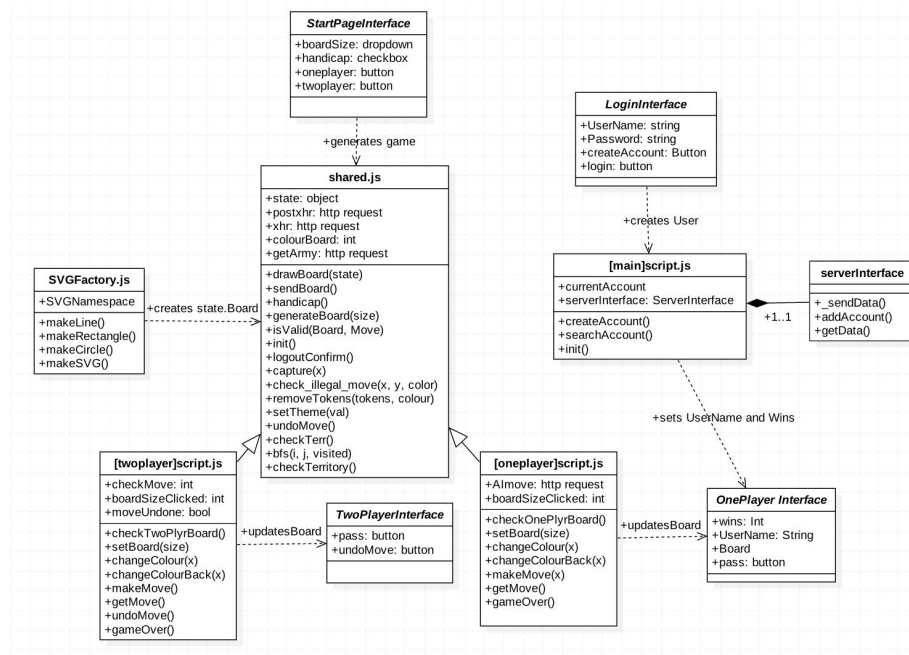 StartPageInterface
+boardSize: dropdown
+handicap: checkbox
+oneplayer: button
+twoplayer: button
+generates game
LoginInterface
+UserName: string
+Password: string
+createAccount: Button
+login: button
+creates User
shared.js
+state: object
+postxhr: http request
+xhr: http request
+colourBoard: int
+getArmy: http request
+drawBoard(state)
+sendBoard()
+handicap()
+generateBoard(size)
+isValid(Board, Move)
+init()
+logoutConfirm()
+capture(x)
+check_illegal_move(x, y, color)
+removeTokens(tokens, colour)
+setTheme(val)
+undoMove()
+checkTerr()
+bfs(i, j, visited)
+checkTerritory()
SVGFactory.js
+SVGNamespace
+makeLine()
+makeRectangle()
+makeCircle()
+makeSVG()
+creates state.Board
[main]script.js
+currentAccount
+serverInterface: ServerInterface
+createAccount()
+searchAccount()
+init()
+1..1
serverInterface
+_sendData()
+addAccount()
+getData()
+sets UserName and Wins
[twoplayer]script.js
+checkMove: int
+boardSizeClicked: int
+moveUndone: bool
+checkTwoPlyrBoard()
+setBoard(size)
+changeColour(x)
+changeColourBack(x)
+makeMove()
+getMove()
+undoMove()
+gameOver()
+updatesBoard
TwoPlayerInterface
+pass: button
+undoMove: button
[oneplayer]script.js
+AImove: http request
+boardSizeClicked: int
+checkOnePlyrBoard()
+setBoard(size)
+changeColour(x)
+changeColourBack(x)
+makeMove(x)
+getMove()
+gameOver()
+updatesBoard
OnePlayer Interface
+wins: Int
+UserName: String
+Board
+pass: button